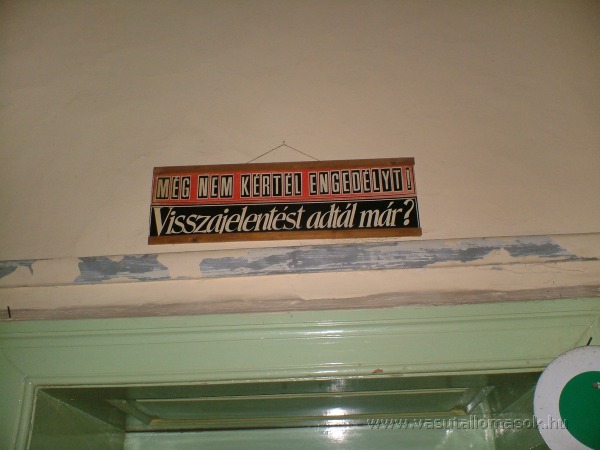 MÉG NEM KÉRTÉL ENGEDÉLYT!
Visszajelentést adtál már?
www.vasutallomasok.hu